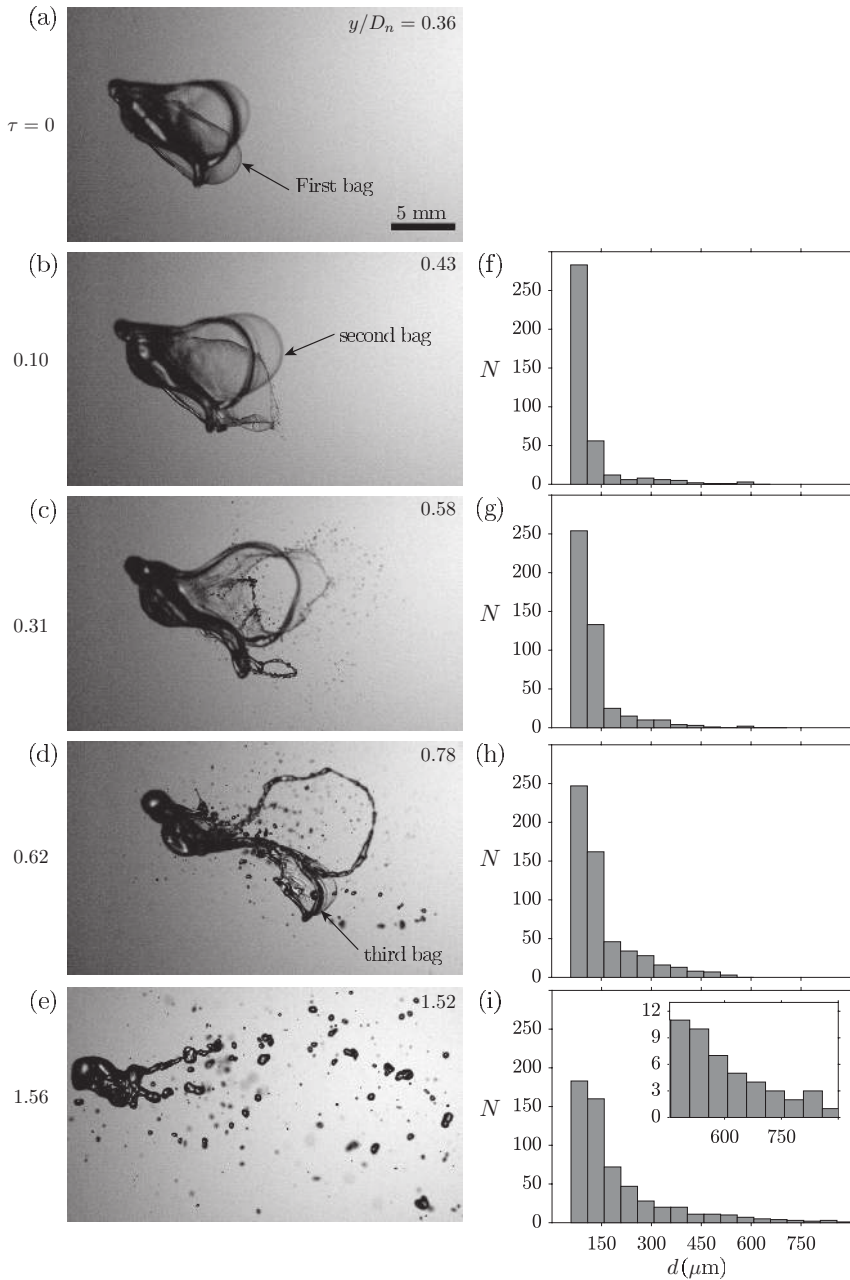 (a)
y/Dₙ = 0.36
τ = 0
First bag
5 mm
(b)
0.43
0.10
second bag
(f)
250
200
150
100
50
0
N
(c)
0.58
0.31
(g)
250
200
150
100
50
0
N
(d)
0.78
0.62
third bag
(h)
250
200
150
100
50
0
N
(e)
1.52
1.56
(i)
250
200
150
100
50
0
N
12
9
6
3
0
600 750
150 300 450 600 750
d (μm)